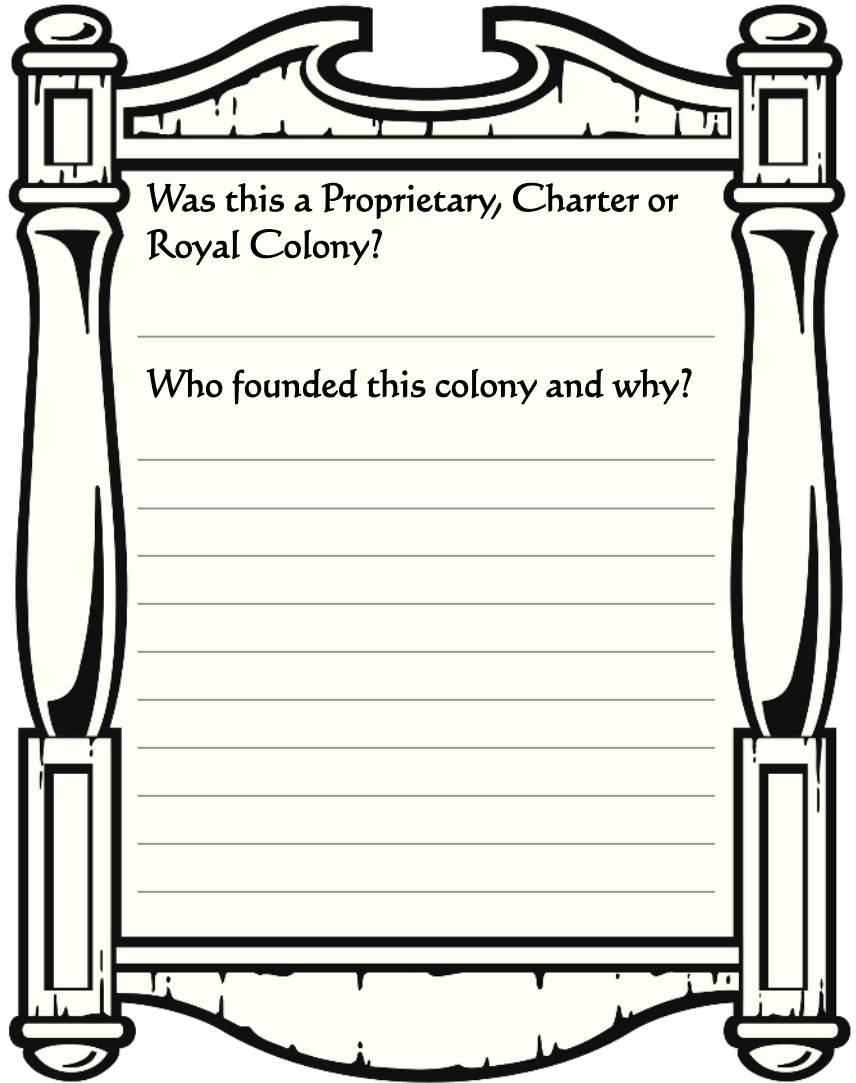 Was this a Proprietary, Charter or
Royal Colony?
Who founded this colony and why?